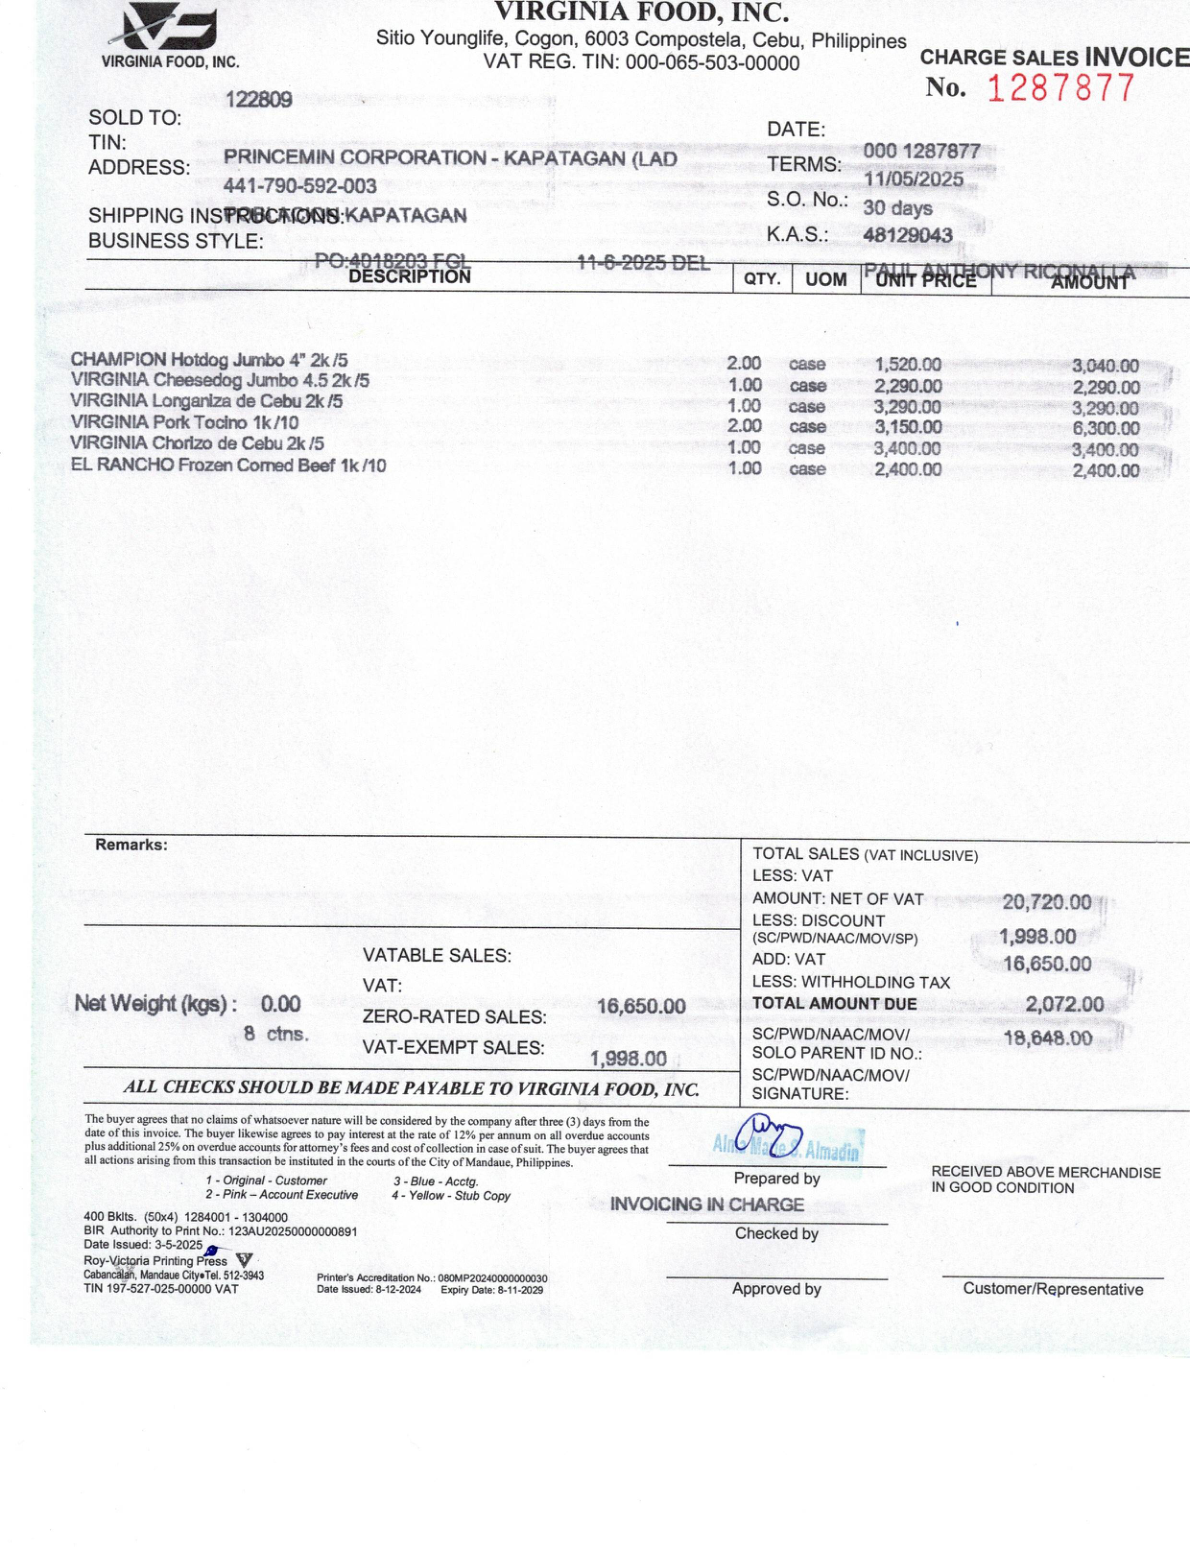 VIRGINIA FOOD, INC.
VIRGINIA FOOD, INC.
Sitio Younglife, Cogon, 6003 Compostela, Cebu, Philippines
VAT REG. TIN: 000-065-503-00000
CHARGE SALES INVOICE
No. 1287877
122809
SOLD TO:
TIN:
ADDRESS:
PRINCEMIN CORPORATION - KAPATAGAN (LAD
441-790-592-003
SHIPPING INSTRUCTIONS:
KAPATAGAN
BUSINESS STYLE:
DATE:
000 1287877
TERMS:
11/05/2025
S.O. No.:
30 days
K.A.S.:
48129043
PO:4018203 FGL 11-6-2025 DEL
PAUL ANTHONY RICONALLA
DESCRIPTION QTY. UOM UNIT PRICE AMOUNT
CHAMPION Hotdog Jumbo 4" 2k/5 2.00 case 1,520.00 3,040.00
VIRGINIA Cheesedog Jumbo 4.5 2k/5 1.00 case 2,290.00 2,290.00
VIRGINIA Longaniza de Cebu 2k/5 1.00 case 3,290.00 3,290.00
VIRGINIA Pork Tocino 1k/10 2.00 case 3,150.00 6,300.00
VIRGINIA Chorizo de Cebu 2k/5 1.00 case 3,400.00 3,400.00
EL RANCHO Frozen Corned Beef 1k/10 1.00 case 2,400.00 2,400.00
Remarks:
VATABLE SALES:
VAT:
16,650.00
ZERO-RATED SALES:
VAT-EXEMPT SALES:
1,998.00
Net Weight (kgs) : 0.00
8 ctns.
TOTAL SALES (VAT INCLUSIVE)
LESS: VAT
AMOUNT: NET OF VAT
20,720.00
LESS: DISCOUNT
(SC/PWD/NAAC/MOV/SP)
1,998.00
ADD: VAT
16,650.00
LESS: WITHHOLDING TAX
TOTAL AMOUNT DUE
2,072.00
SC/PWD/NAAC/MOV/
SOLO PARENT ID NO.:
18,648.00
SC/PWD/NAAC/MOV/
SIGNATURE:
ALL CHECKS SHOULD BE MADE PAYABLE TO VIRGINIA FOOD, INC.
The buyer agrees that no claims of whatsoever nature will be considered by the company after three (3) days from the
date of this invoice. The buyer likewise agrees to pay interest at the rate of 12% per annum on all overdue accounts
plus additional 25% on overdue accounts for attorney's fees and cost of collection in case of suit. The buyer agrees that
all actions arising from this transaction be instituted in the courts of the City of Mandaue, Philippines.
1 - Original - Customer 3 - Blue - Acctg.
2 - Pink – Account Executive 4 - Yellow - Stub Copy
400 Bklts. (50x4) 1284001 - 1304000
BIR Authority to Print No.: 123AU20250000000891
Date Issued: 3-5-2025
Roy-Victoria Printing Press
Cabancalan, Mandaue City•Tel. 512-3943
TIN 197-527-025-00000 VAT
Printer's Accreditation No.: 080MP20240000000030
Date Issued: 8-12-2024 Expiry Date: 8-11-2029
Alma Marie S. Almadin
Prepared by
INVOICING IN CHARGE
Checked by
Approved by
RECEIVED ABOVE MERCHANDISE
IN GOOD CONDITION
Customer/Representative